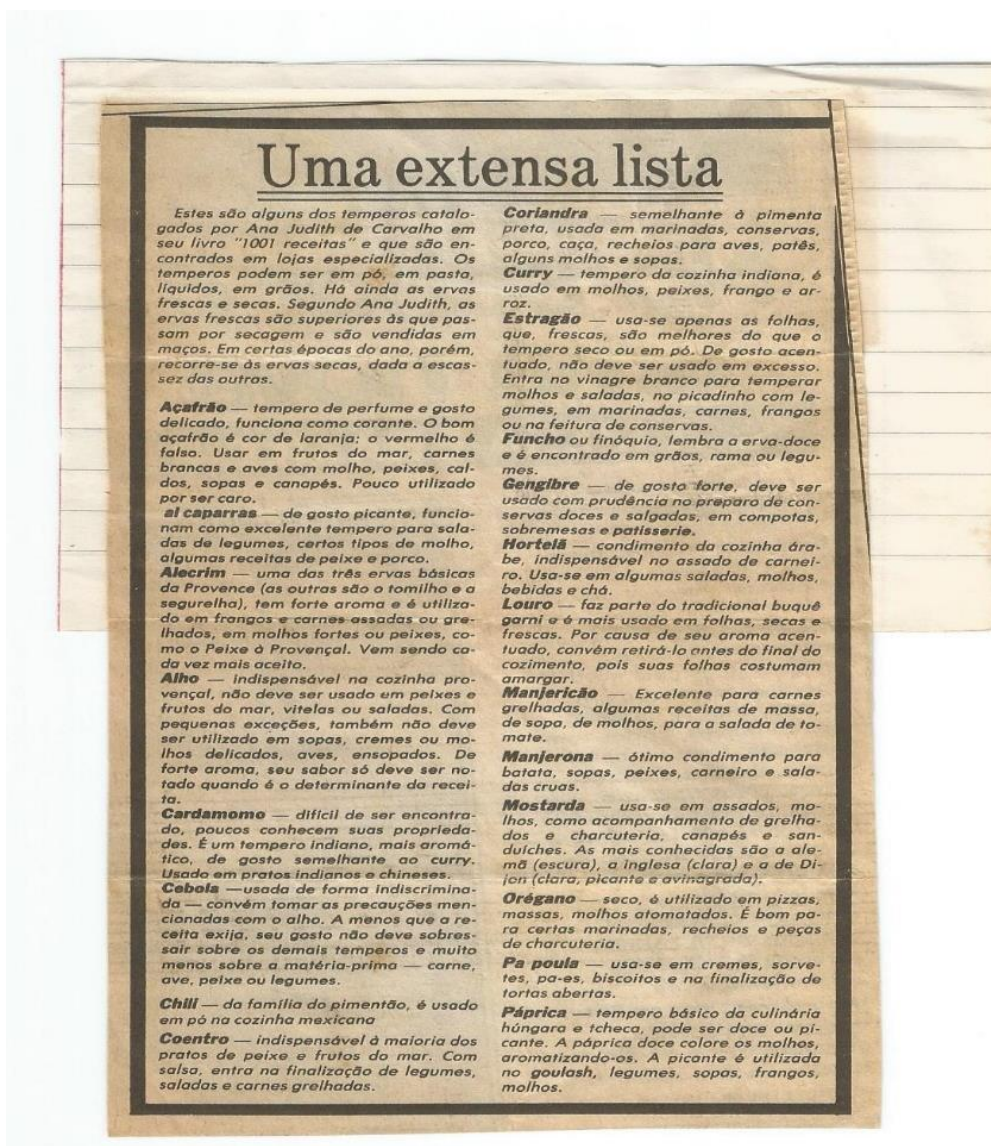 Uma extensa lista
Estes são alguns dos temperos catalo-
gados por Ana Judith de Carvalho em
seu livro "1001 receitas" e que são en-
contrados em lojas especializadas. Os
temperos podem ser em pó, em pasta,
líquidos, em grãos. Há ainda as ervas
frescas e secas. Segundo Ana Judith, as
ervas frescas são superiores às que pas-
sam por secagem e são vendidas em
maços. Em certas épocas do ano, porém,
recorre-se às ervas secas, dada a escas-
sez das outras.
Açafrão — tempero de perfume e gosto
delicado, funciona como corante. O bom
açafrão é cor de laranja; o vermelho é
falso. Usar em frutos do mar, carnes
brancas e aves com molho, peixes, cal-
dos, sopas e canapés. Pouco utilizado
por ser caro.
al caparras — de gosto picante, funcio-
nam como excelente tempero para sala-
das de legumes, certos tipos de molho,
algumas receitas de peixe e porco.
Alecrim — uma das três ervas básicas
da Provence (as outras são o tomilho e a
segurelha), tem forte aroma e é utiliza-
do em frangos e carnes assadas ou gre-
lhados, em molhos fortes ou peixes, co-
mo o Peixe à Provençal. Vem sendo ca-
da vez mais aceito.
Alho — indispensável na cozinha pro-
vençal, não deve ser usado em peixes e
frutos do mar, vitelas ou saladas. Com
pequenas exceções, também não deve
ser utilizado em sopas, cremes ou mo-
lhos delicados, aves, ensopados. De
forte aroma, seu sabor só deve ser no-
tado quando é o determinante da recei-
ta.
Cardamomo — difícil de ser encontra-
do, poucos conhecem suas proprieda-
des. É um tempero indiano, mais aromá-
tico, de gosto semelhante ao curry.
Usado em pratos indianos e chineses.
Cebola —usada de forma indiscrimina-
da — convém tomar as precauções men-
cionadas com o alho. A menos que a re-
ceita exija, seu gosto não deve sobres-
sair sobre os demais temperos e muito
menos sobre a matéria-prima — carne,
ave, peixe ou legumes.
Chili — da família do pimentão, é usado
em pó na cozinha mexicana
Coentro — indispensável à maioria dos
pratos de peixe e frutos do mar. Com
salsa, entra na finalização de legumes,
saladas e carnes grelhadas.
Coriandra — semelhante à pimenta
preta, usada em marinadas, conservas,
porco, caça, recheios para aves, patês,
alguns molhos e sopas.
Curry — tempero da cozinha indiana, é
usado em molhos, peixes, frango e ar-
roz.
Estragão — usa-se apenas as folhas,
que, frescas, são melhores do que o
tempero seco ou em pó. De gosto acen-
tuado, não deve ser usado em excesso.
Entra no vinagre branco para temperar
molhos e saladas, no picadinho com le-
gumes, em marinadas, carnes, frangos
ou na feitura de conservas.
Funcho ou finóquio, lembra a erva-doce
e é encontrado em grãos, rama ou legu-
mes.
Gengibre — de gosto forte, deve ser
usado com prudência no preparo de con-
servas doces e salgadas, em compotas,
sobremesas e patisserie.
Hortelã — condimento da cozinha ára-
be, indispensável no assado de carnei-
ro. Usa-se em algumas saladas, molhos,
bebidas e chá.
Louro — faz parte do tradicional buquê
garni e é mais usado em folhas, secas e
frescas. Por causa de seu aroma acen-
tuado, convém retirá-lo antes do final do
cozimento, pois suas folhas costumam
amargar.
Manjericão — Excelente para carnes
grelhadas, algumas receitas de massa,
de sopa, de molhos, para a salada de to-
mate.
Manjerona — ótimo condimento para
batata, sopas, peixes, carneiro e sala-
das cruas.
Mostarda — usa-se em assados, mo-
lhos, como acompanhamento de grelha-
dos e charcuteria, canapés e san-
duíches. As mais conhecidas são a ale-
mã (escura), a inglesa (clara) e a de Di-
jon (clara, picante e avinagrada).
Orégano — seco, é utilizado em pizzas,
massas, molhos atomatados. É bom pa-
ra certas marinadas, recheios e peças
de charcuteria.
Pa poula — usa-se em cremes, sorve-
tes, pa-es, biscoitos e na finalização de
tortas abertas.
Páprica — tempero básico da culinária
húngara e tcheca, pode ser doce ou pi-
cante. A páprica doce colore os molhos,
aromatizando-os. A picante é utilizada
no goulash, legumes, sopas, frangos,
molhos.